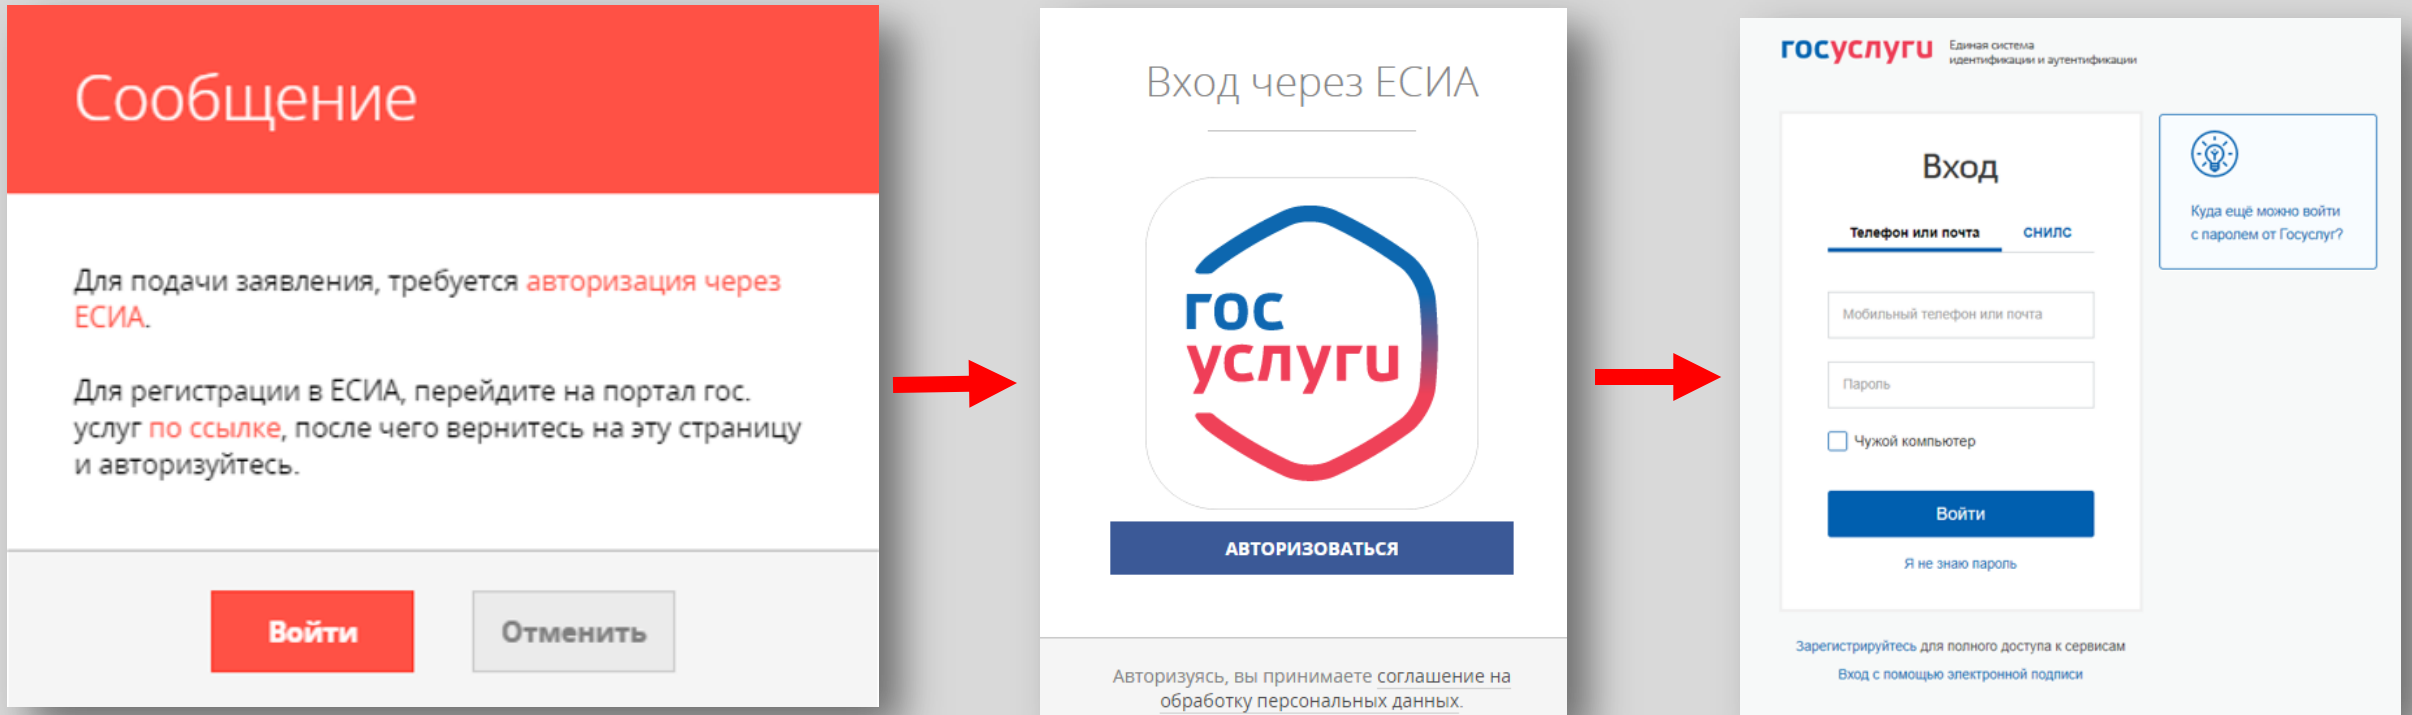 Сообщение
Для подачи заявления, требуется авторизация через
ЕСИА.
Для регистрации в ЕСИА, перейдите на портал гос.
услуг по ссылке, после чего вернитесь на эту страницу
и авторизуйтесь.
Войти
Отменить
Вход через ЕСИА
гос
услуги
АВТОРИЗОВАТЬСЯ
Авторизуясь, вы принимаете соглашение на
обработку персональных данных.
госуслуги
Единая система
идентификации и аутентификации
Вход
Телефон или почта
СНИЛС
Мобильный телефон или почта
Пароль
Чужой компьютер
Войти
Я не знаю пароль
Зарегистрируйтесь для полного доступа к сервисам
Вход с помощью электронной подписи
Куда ещё можно войти
с паролем от Госуслуг?